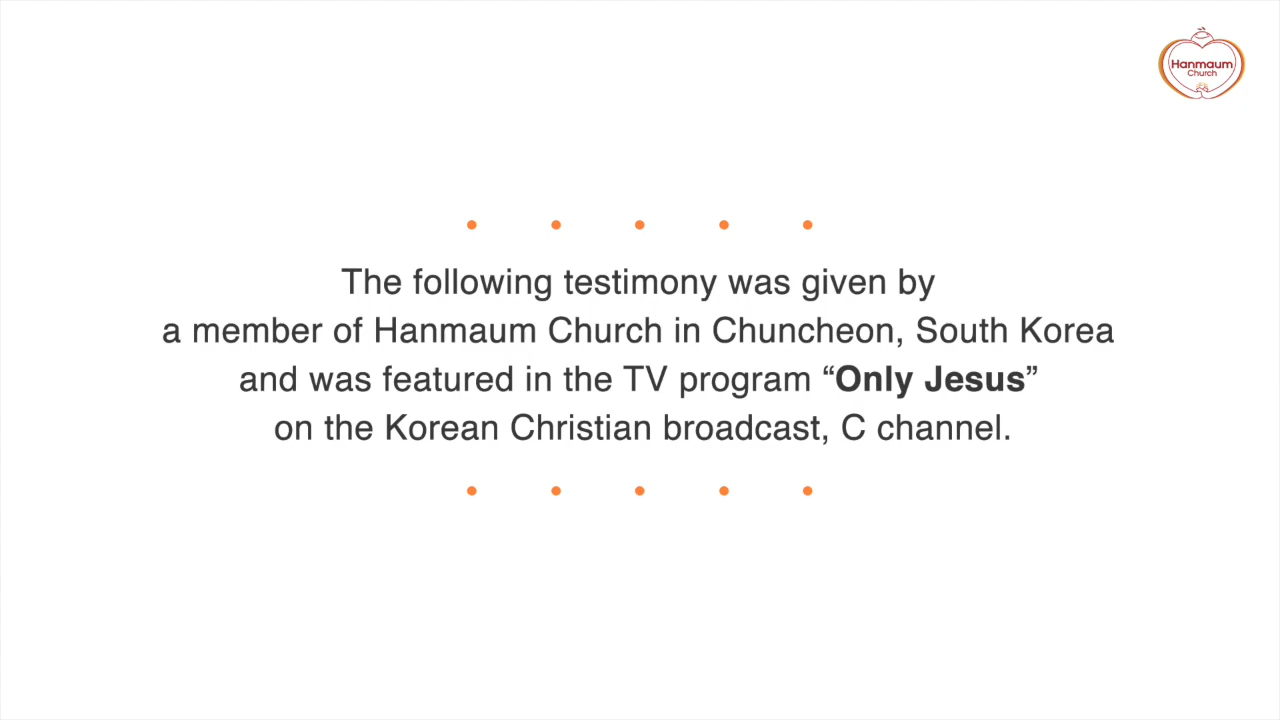 Hanmaum
Church
The following testimony was given by
a member of Hanmaum Church in Chuncheon, South Korea
and was featured in the TV program “Only Jesus”
on the Korean Christian broadcast, C channel.